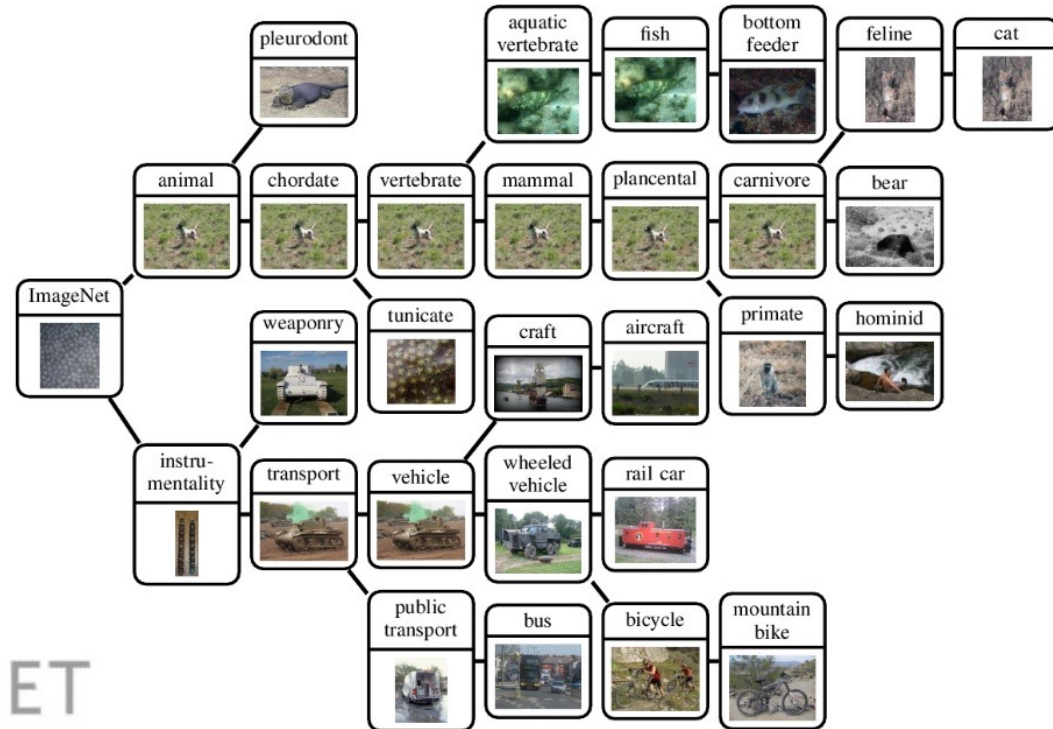 aquatic
vertebrate
fish
bottom
feeder
feline
cat
pleurodont
animal
chordate
vertebrate
mammal
plancental
carnivore
bear
ImageNet
weaponry
tunicate
craft
aircraft
primate
hominid
instru-
mentality
transport
vehicle
wheeled
vehicle
rail car
public
transport
bus
bicycle
mountain
bike
ET